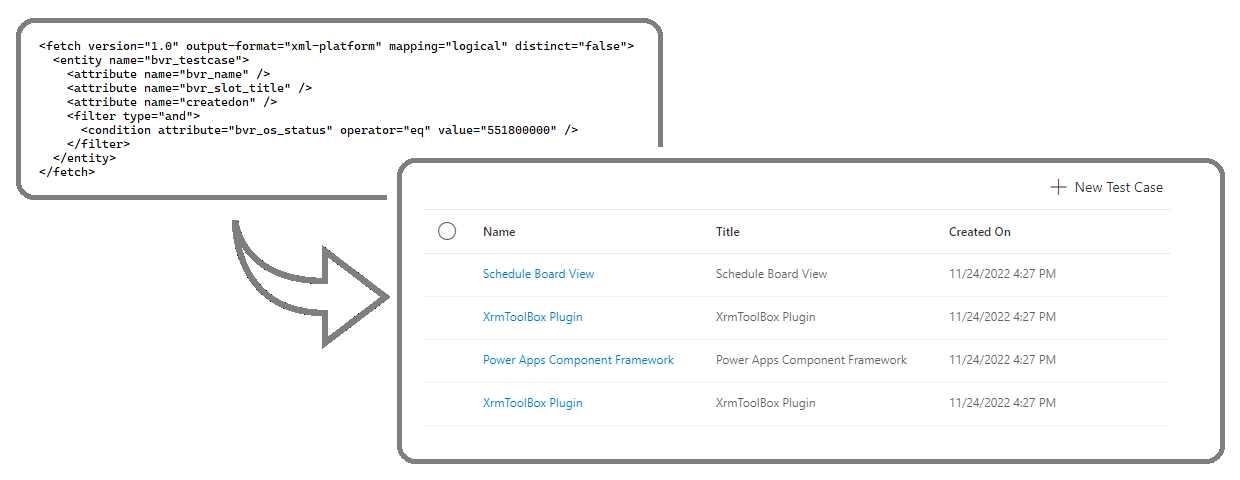 <fetch version="1.0" output-format="xml-platform" mapping="logical" distinct="false">
  <entity name="bvr_testcase">
    <attribute name="bvr_name" />
    <attribute name="bvr_slot_title" />
    <attribute name="createdon" />
    <filter type="and">
      <condition attribute="bvr_os_status" operator="eq" value="551800000" />
    </filter>
  </entity>
</fetch>
New Test Case
Name Title Created On
Schedule Board View Schedule Board View 11/24/2022 4:27 PM
XrmToolBox Plugin XrmToolBox Plugin 11/24/2022 4:27 PM
Power Apps Component Framework Power Apps Component Framework 11/24/2022 4:27 PM
XrmToolBox Plugin XrmToolBox Plugin 11/24/2022 4:27 PM